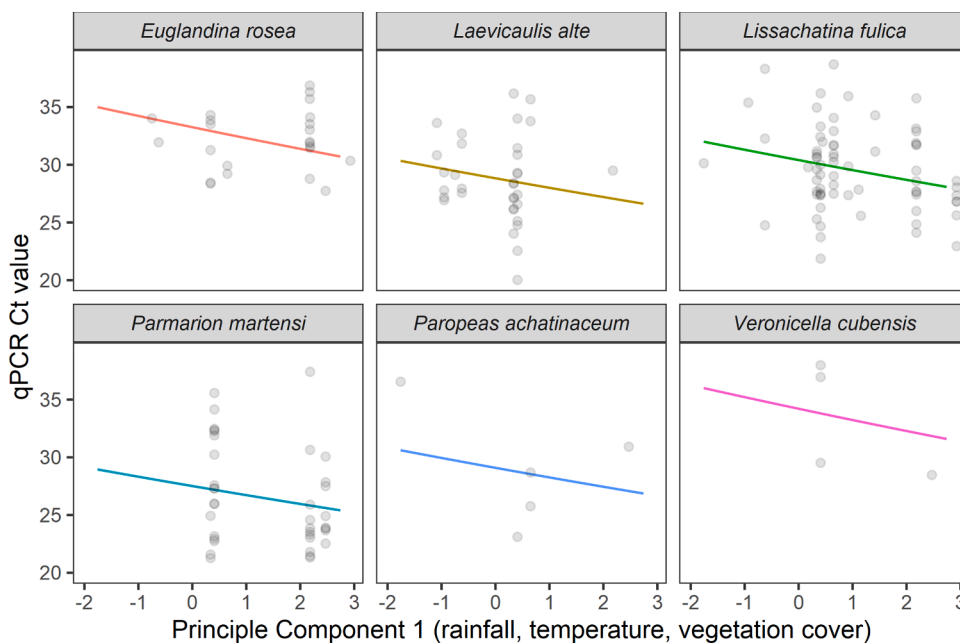 Euglandina rosea
Laevicaulis alte
Lissachatina fulica
35
30
25
20
Parmarion martensi
Paropeas achatinaceum
Veronicella cubensis
35
30
25
20
-2 -1 0 1 2 3
-2 -1 0 1 2 3
-2 -1 0 1 2 3
Principle Component 1 (rainfall, temperature, vegetation cover)
qPCR Ct value